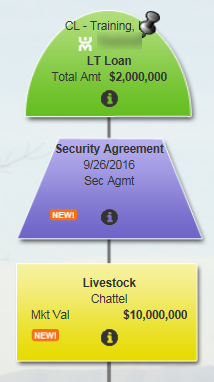 CL - Training,
LT Loan
Total Amt $2,000,000
Security Agreement
9/26/2016
Sec Agmt
NEW!
Livestock
Chattel
Mkt Val $10,000,000
NEW!